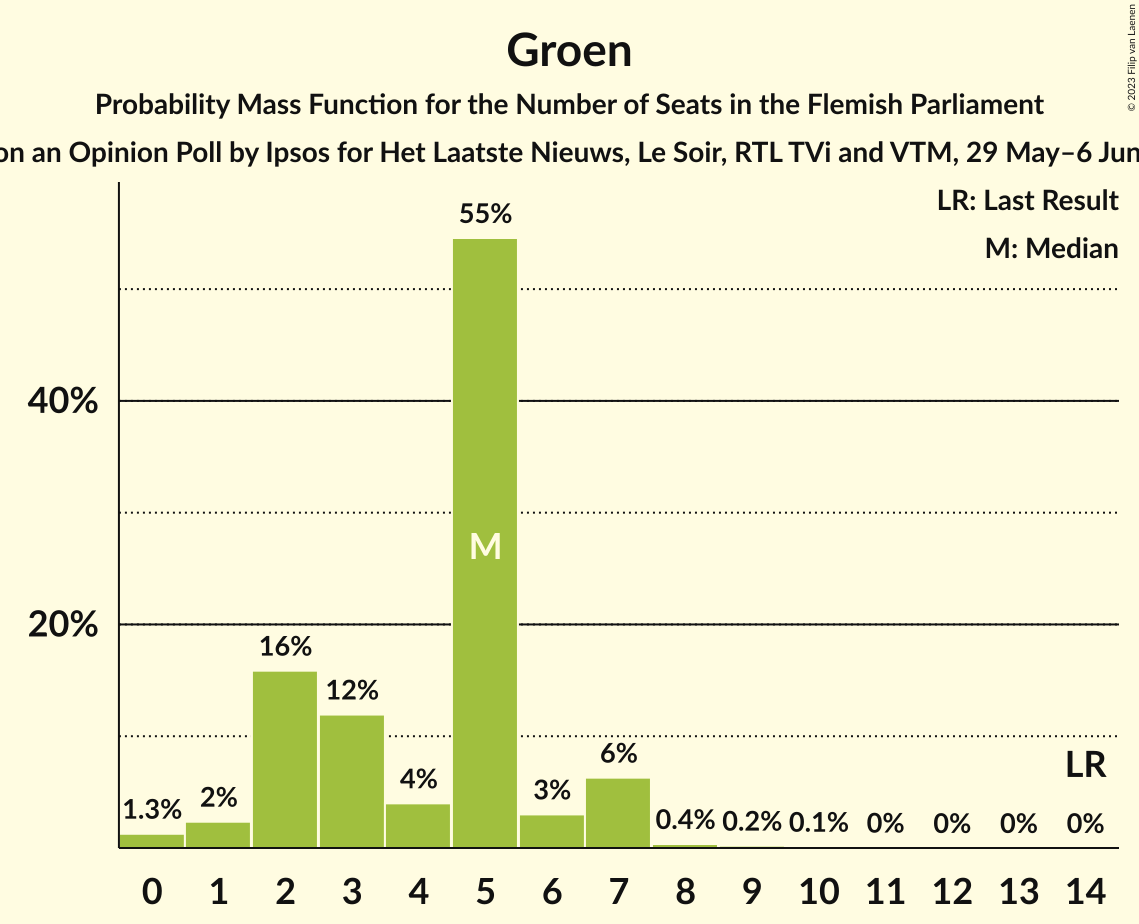 Groen
Probability Mass Function for the Number of Seats in the Flemish Parliament
on an Opinion Poll by Ipsos for Het Laatste Nieuws, Le Soir, RTL TVi and VTM, 29 May–6 Jun
© 2023 Filip van Laenen
LR: Last Result
M: Median
55%
40%
M
20%
16%
12%
6%
LR
4%
3%
1.3% 2% 0.4% 0.2% 0.1% 0% 0% 0% 0%
0 1 2 3 4 5 6 7 8 9 10 11 12 13 14